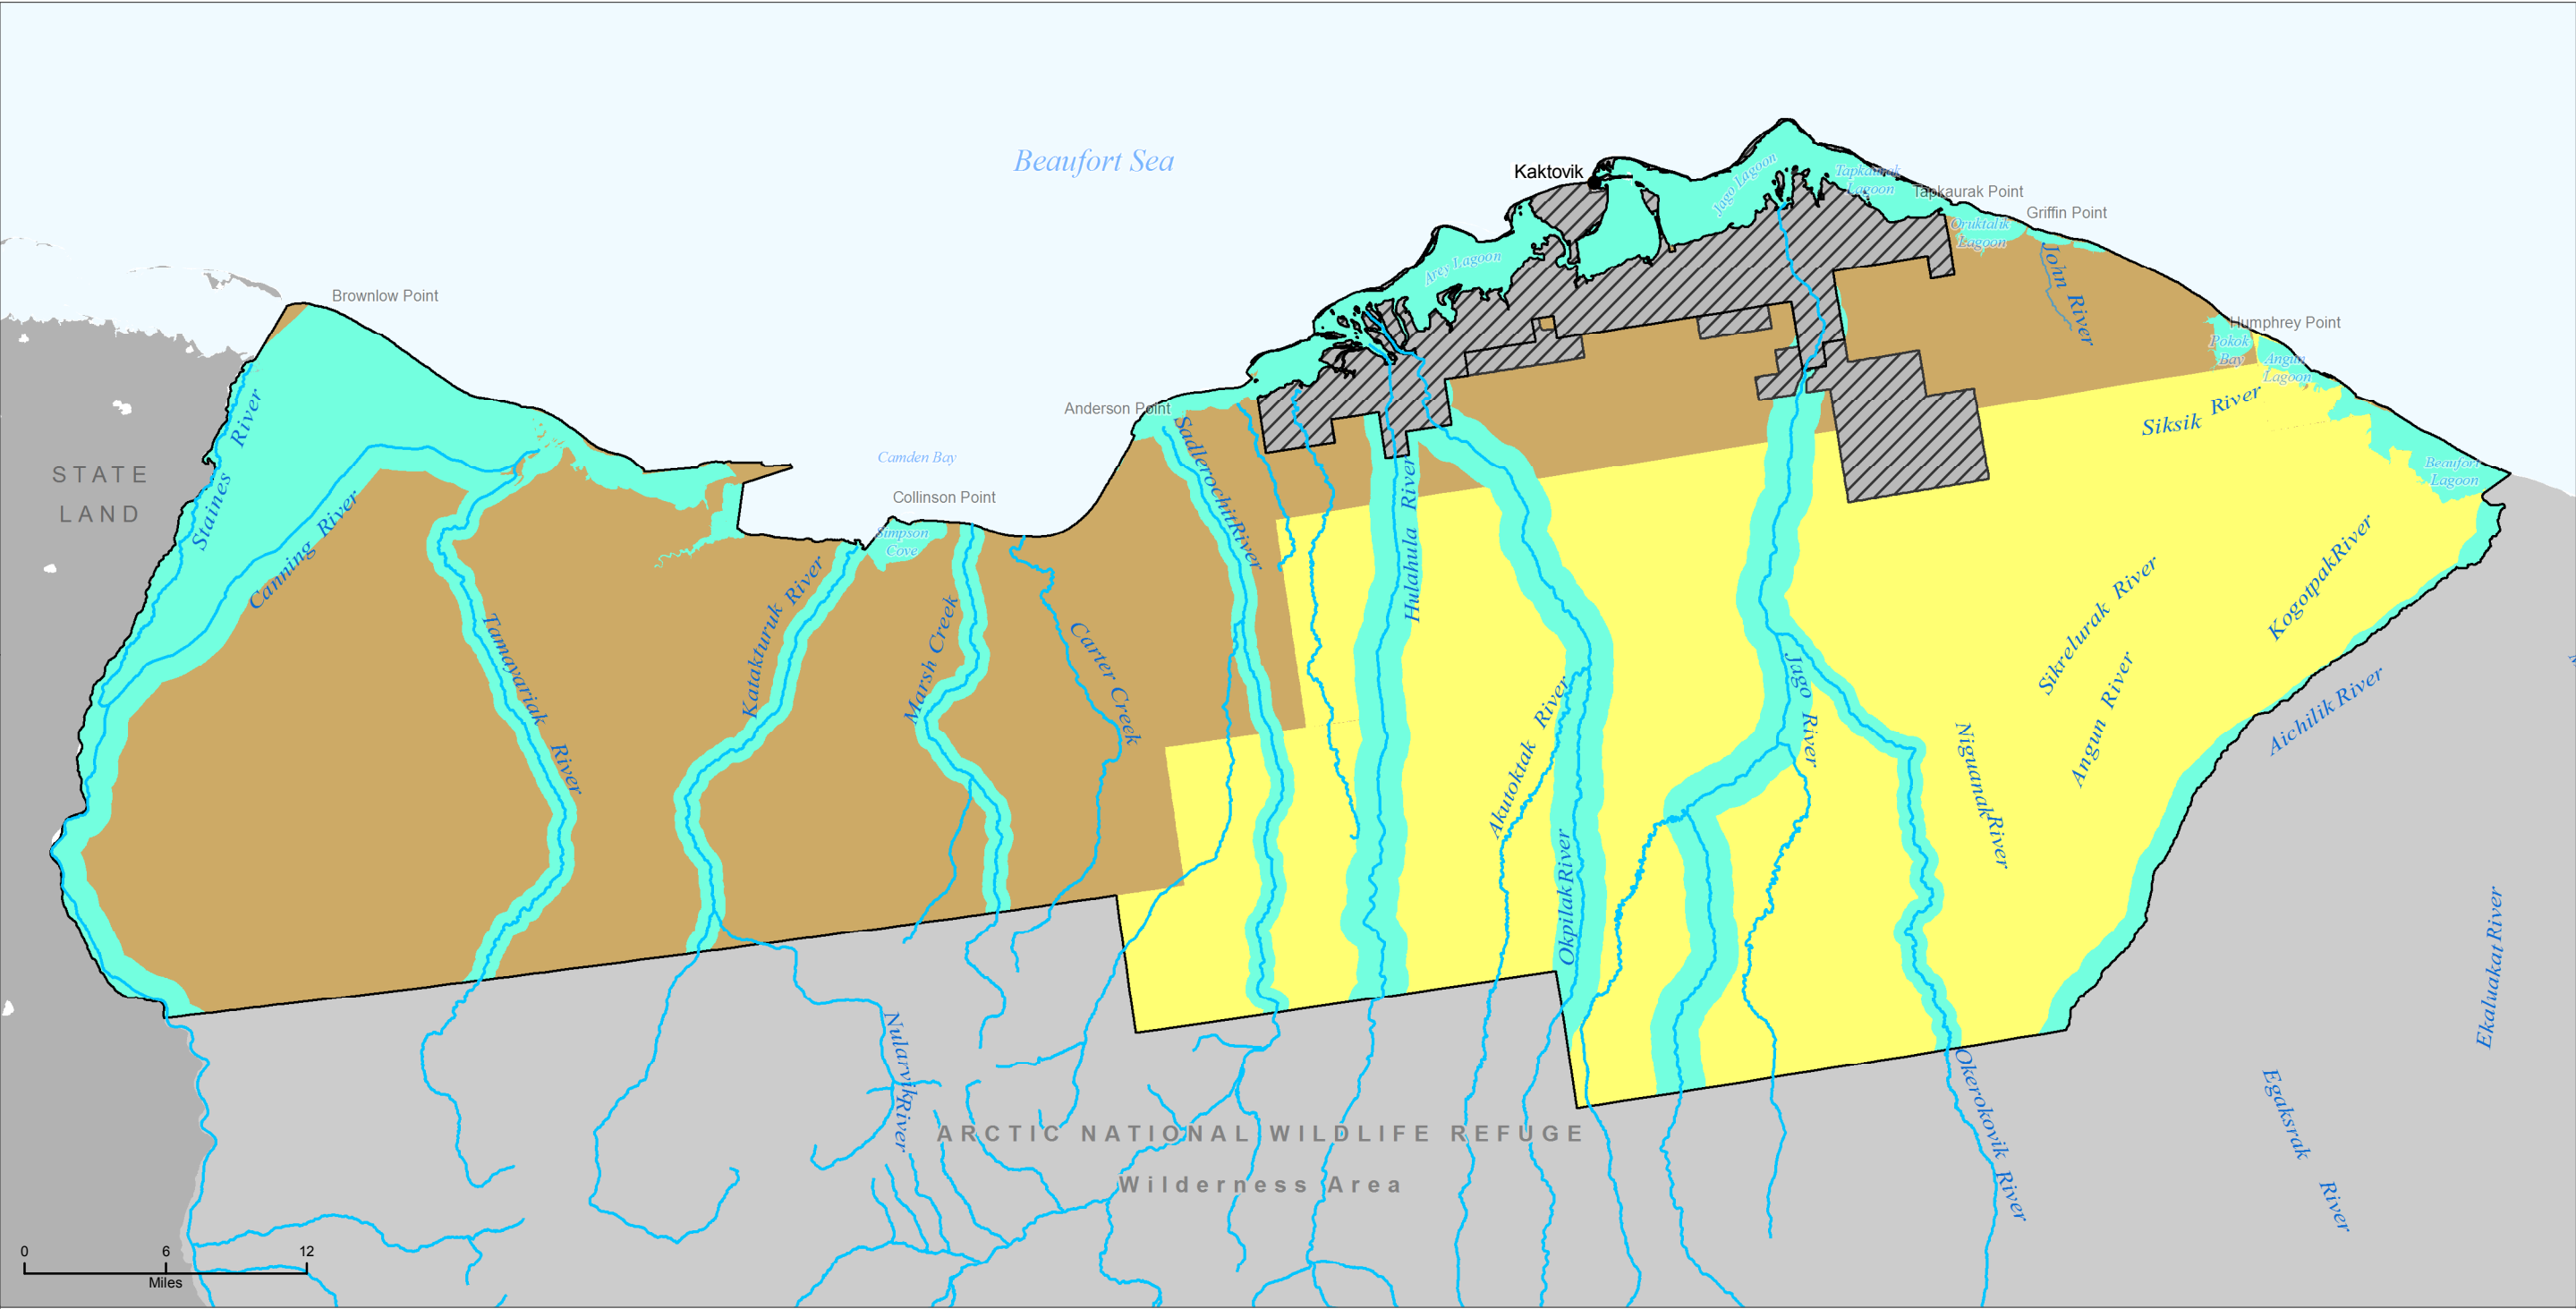 Beaufort Sea
Kaktovik
Jago Lagoon
Tapkaurak
Lagoon
Tapkaurak Point
Oruktalik
Lagoon
Griffin Point
John River
Arey Lagoon
Brownlow Point
Humphrey Point
Pokok
Bay
Angun
Lagoon
Siksik River
Beaufort
Lagoon
Anderson Point
Camden Bay
Collinson Point
Simpson
Cove
STATE
LAND
Staines River
Canning River
Tamayariak River
Katakturuk River
Marsh Creek
Carter Creek
Sadlerochit River
Hulahula River
Akutoktak River
Okpilak River
Jago River
Niguanak River
Sikrelurak River
Angun River
Kogotpak River
Aichilik River
Nularvik River
Okerokovik River
Ekaluakat River
Egaksrak River
ARCTIC NATIONAL WILDLIFE REFUGE
Wilderness Area
0 6 12
Miles